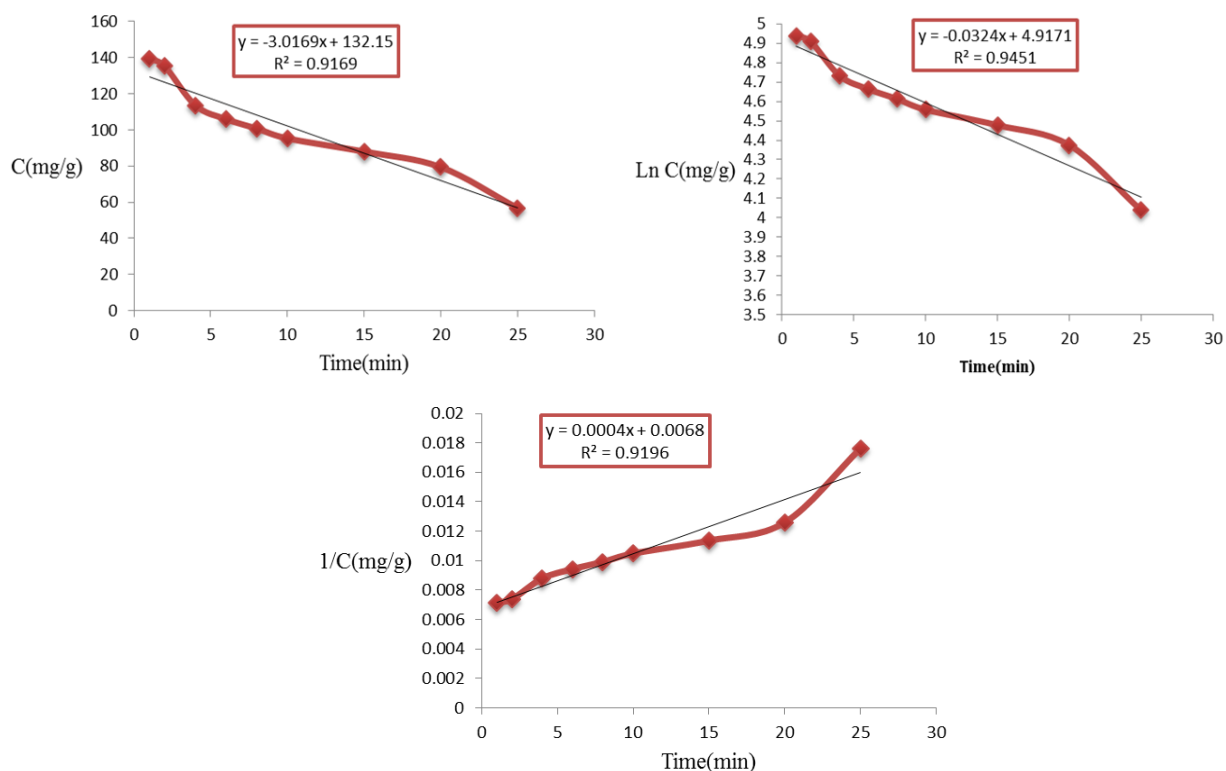 y = -3.0169x + 132.15
R² = 0.9169
160
140
120
100
80
60
40
20
0
C(mg/g)
0 5 10 15 20 25 30
Time(min)
y = -0.0324x + 4.9171
R² = 0.9451
5
4.9
4.8
4.7
4.6
4.5
4.4
4.3
4.2
4.1
4
3.9
3.8
3.7
3.6
3.5
Ln C(mg/g)
0 5 10 15 20 25 30
Time(min)
y = 0.0004x + 0.0068
R² = 0.9196
0.02
0.018
0.016
0.014
0.012
0.01
0.008
0.006
0.004
0.002
0
1/C(mg/g)
0 5 10 15 20 25 30
Time(min)